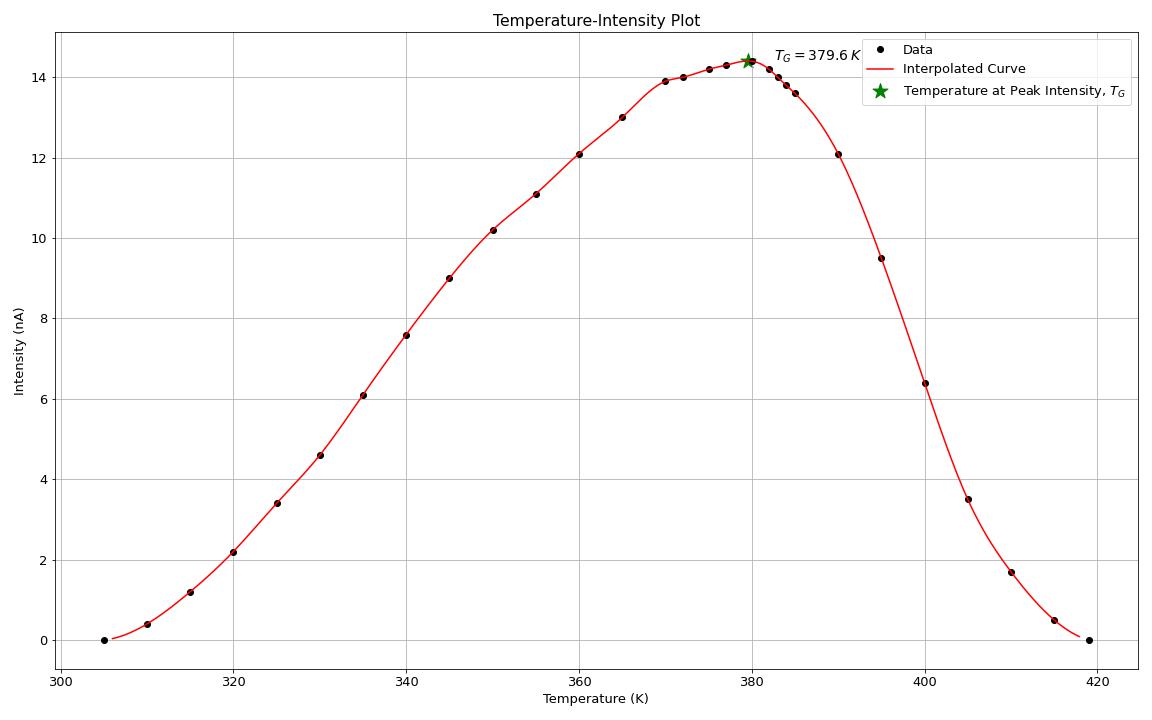 Temperature-Intensity Plot
T_G = 379.6 K
Data
Interpolated Curve
Temperature at Peak Intensity, T_G
Intensity (nA)
14
12
10
8
6
4
2
0
300 320 340 360 380 400 420
Temperature (K)